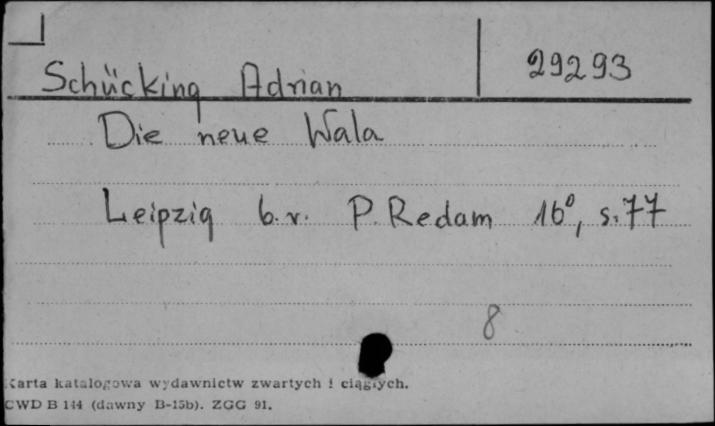 Schücking Adrian 29293
Die neue Wala
Leipzig b.r. P. Redam 16°, s. 77
8
Karta katalogowa wydawnictw zwartych i ciągłych.
CWD B 144 (dawny B-15b). ZGG 91.